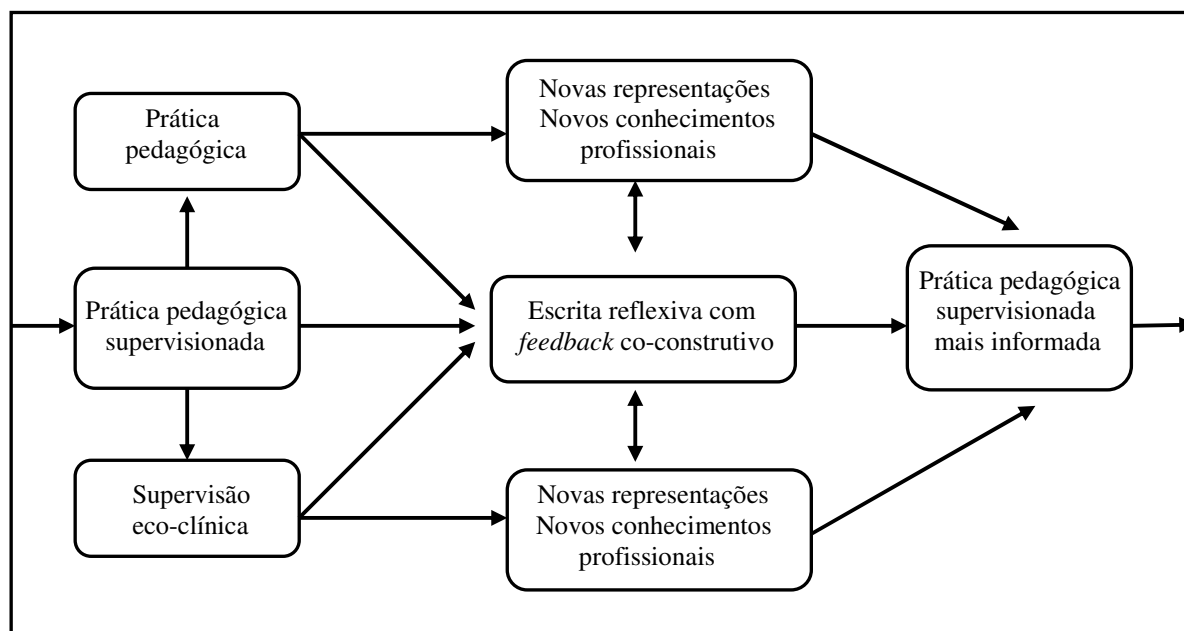 Prática
pedagógica
Novas representações
Novos conhecimentos
profissionais
Prática pedagógica
supervisionada
Escrita reflexiva com
feedback co-construtivo
Prática pedagógica
supervisionada
mais informada
Supervisão
eco-clínica
Novas representações
Novos conhecimentos
profissionais